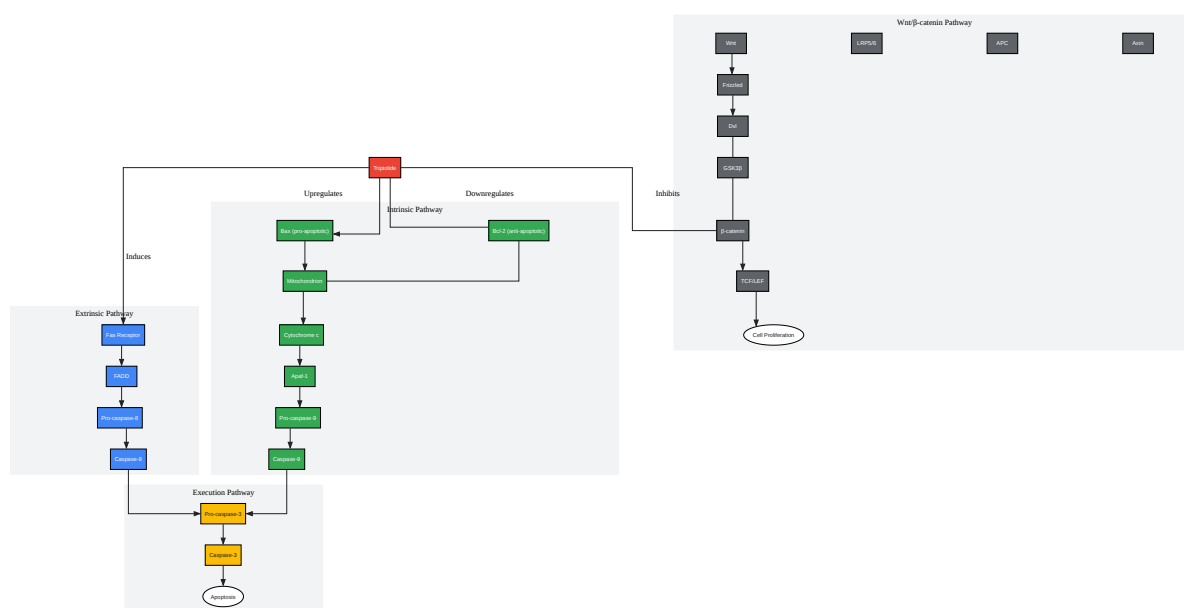 Wnt/β-catenin Pathway
Wnt
LRP5/6
APC
Axin
Frizzled
Dvl
Triptolide
GSK3β
Upregulates
Downregulates
Inhibits
Intrinsic Pathway
Bax (pro-apoptotic)
Bcl-2 (anti-apoptotic)
β-catenin
Induces
Mitochondrion
TCF/LEF
Extrinsic Pathway
Fas Receptor
Cytochrome c
Cell Proliferation
FADD
Apaf-1
Pro-caspase-8
Pro-caspase-9
Caspase-8
Caspase-9
Execution Pathway
Pro-caspase-3
Caspase-3
Apoptosis